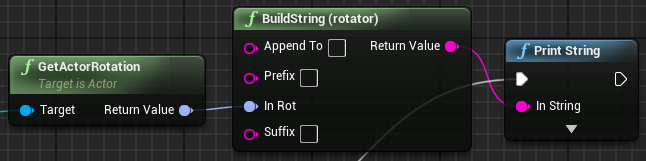 GetActorRotation
Target is Actor
Target
Return Value
BuildString (rotator)
Append To
Return Value
Prefix
In Rot
Suffix
Print String
In String